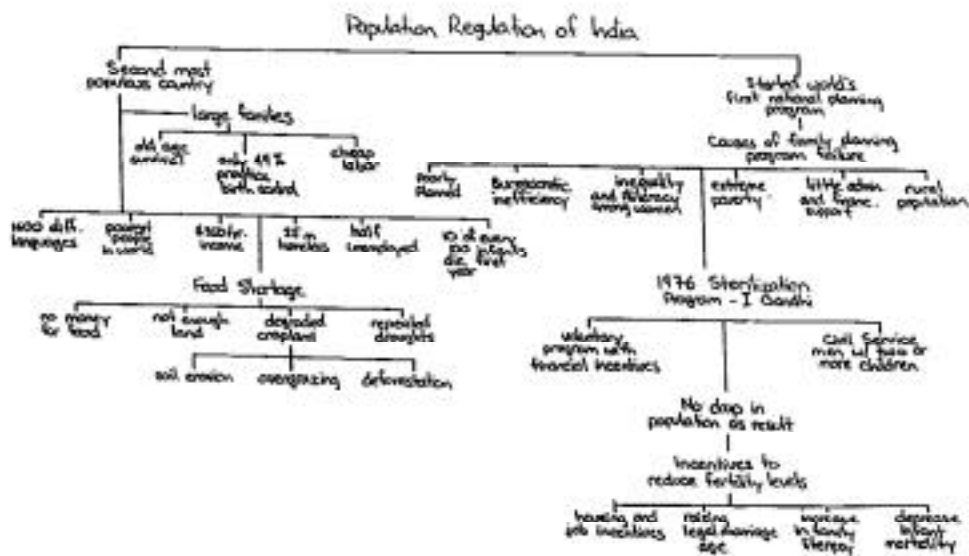 Population Regulation of India
Second most
populous country
Started world's
first national planning
program
large families
old age
survival
only 49%
practice
birth control
cheap
labor
Causes of family planning
program failure
Poorly
planned
Bureaucratic
inefficiency
inequality
and illiteracy
among women
extreme
poverty
little admin.
and financ.
support
rural
population
1600 diff.
languages
poorest
people
in world
income
homeless
half
unemployed
10 of every
100 infants
die first
year
Food Shortage
no money
for food
not enough
land
degraded
cropland
repeated
droughts
soil erosion
overgrazing
deforestation
1976 Sterilization
Program - I Gandhi
voluntary
program with
financial incentives
Civil Service
men w/ two or
more children
No drop in
population as result
Incentives to
reduce fertility levels
housing and
job incentives
raising
legal marriage
age
increase
in family
literacy
decrease
infant
mortality